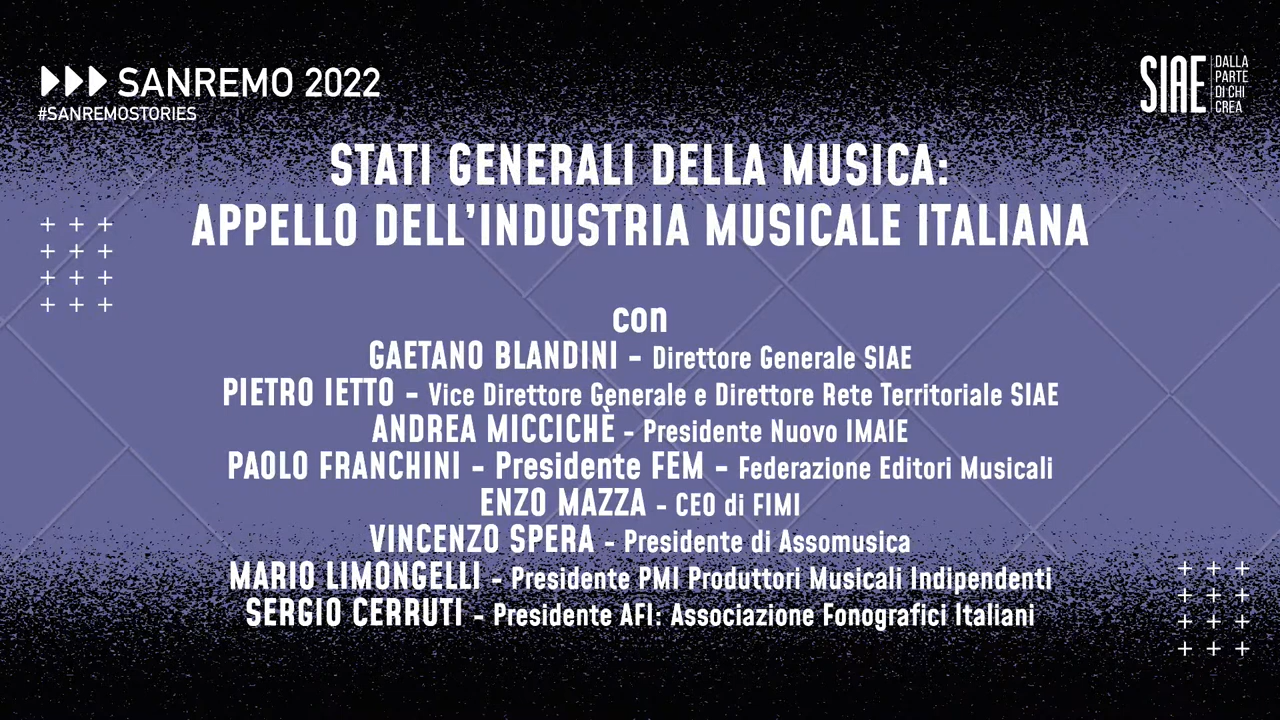 SANREMO 2022
#SANREMOSTORIES
SIAE
DALLA
PARTE
DI CHI
CREA
STATI GENERALI DELLA MUSICA:
APPELLO DELL'INDUSTRIA MUSICALE ITALIANA
con
GAETANO BLANDINI - Direttore Generale SIAE
PIETRO IETTO - Vice Direttore Generale e Direttore Rete Territoriale SIAE
ANDREA MICCICHÈ - Presidente Nuovo IMAIE
PAOLO FRANCHINI - Presidente FEM - Federazione Editori Musicali
ENZO MAZZA - CEO di FIMI
VINCENZO SPERA - Presidente di Assomusica
MARIO LIMONGELLI - Presidente PMI Produttori Musicali Indipendenti
SERGIO CERRUTI - Presidente AFI: Associazione Fonografici Italiani